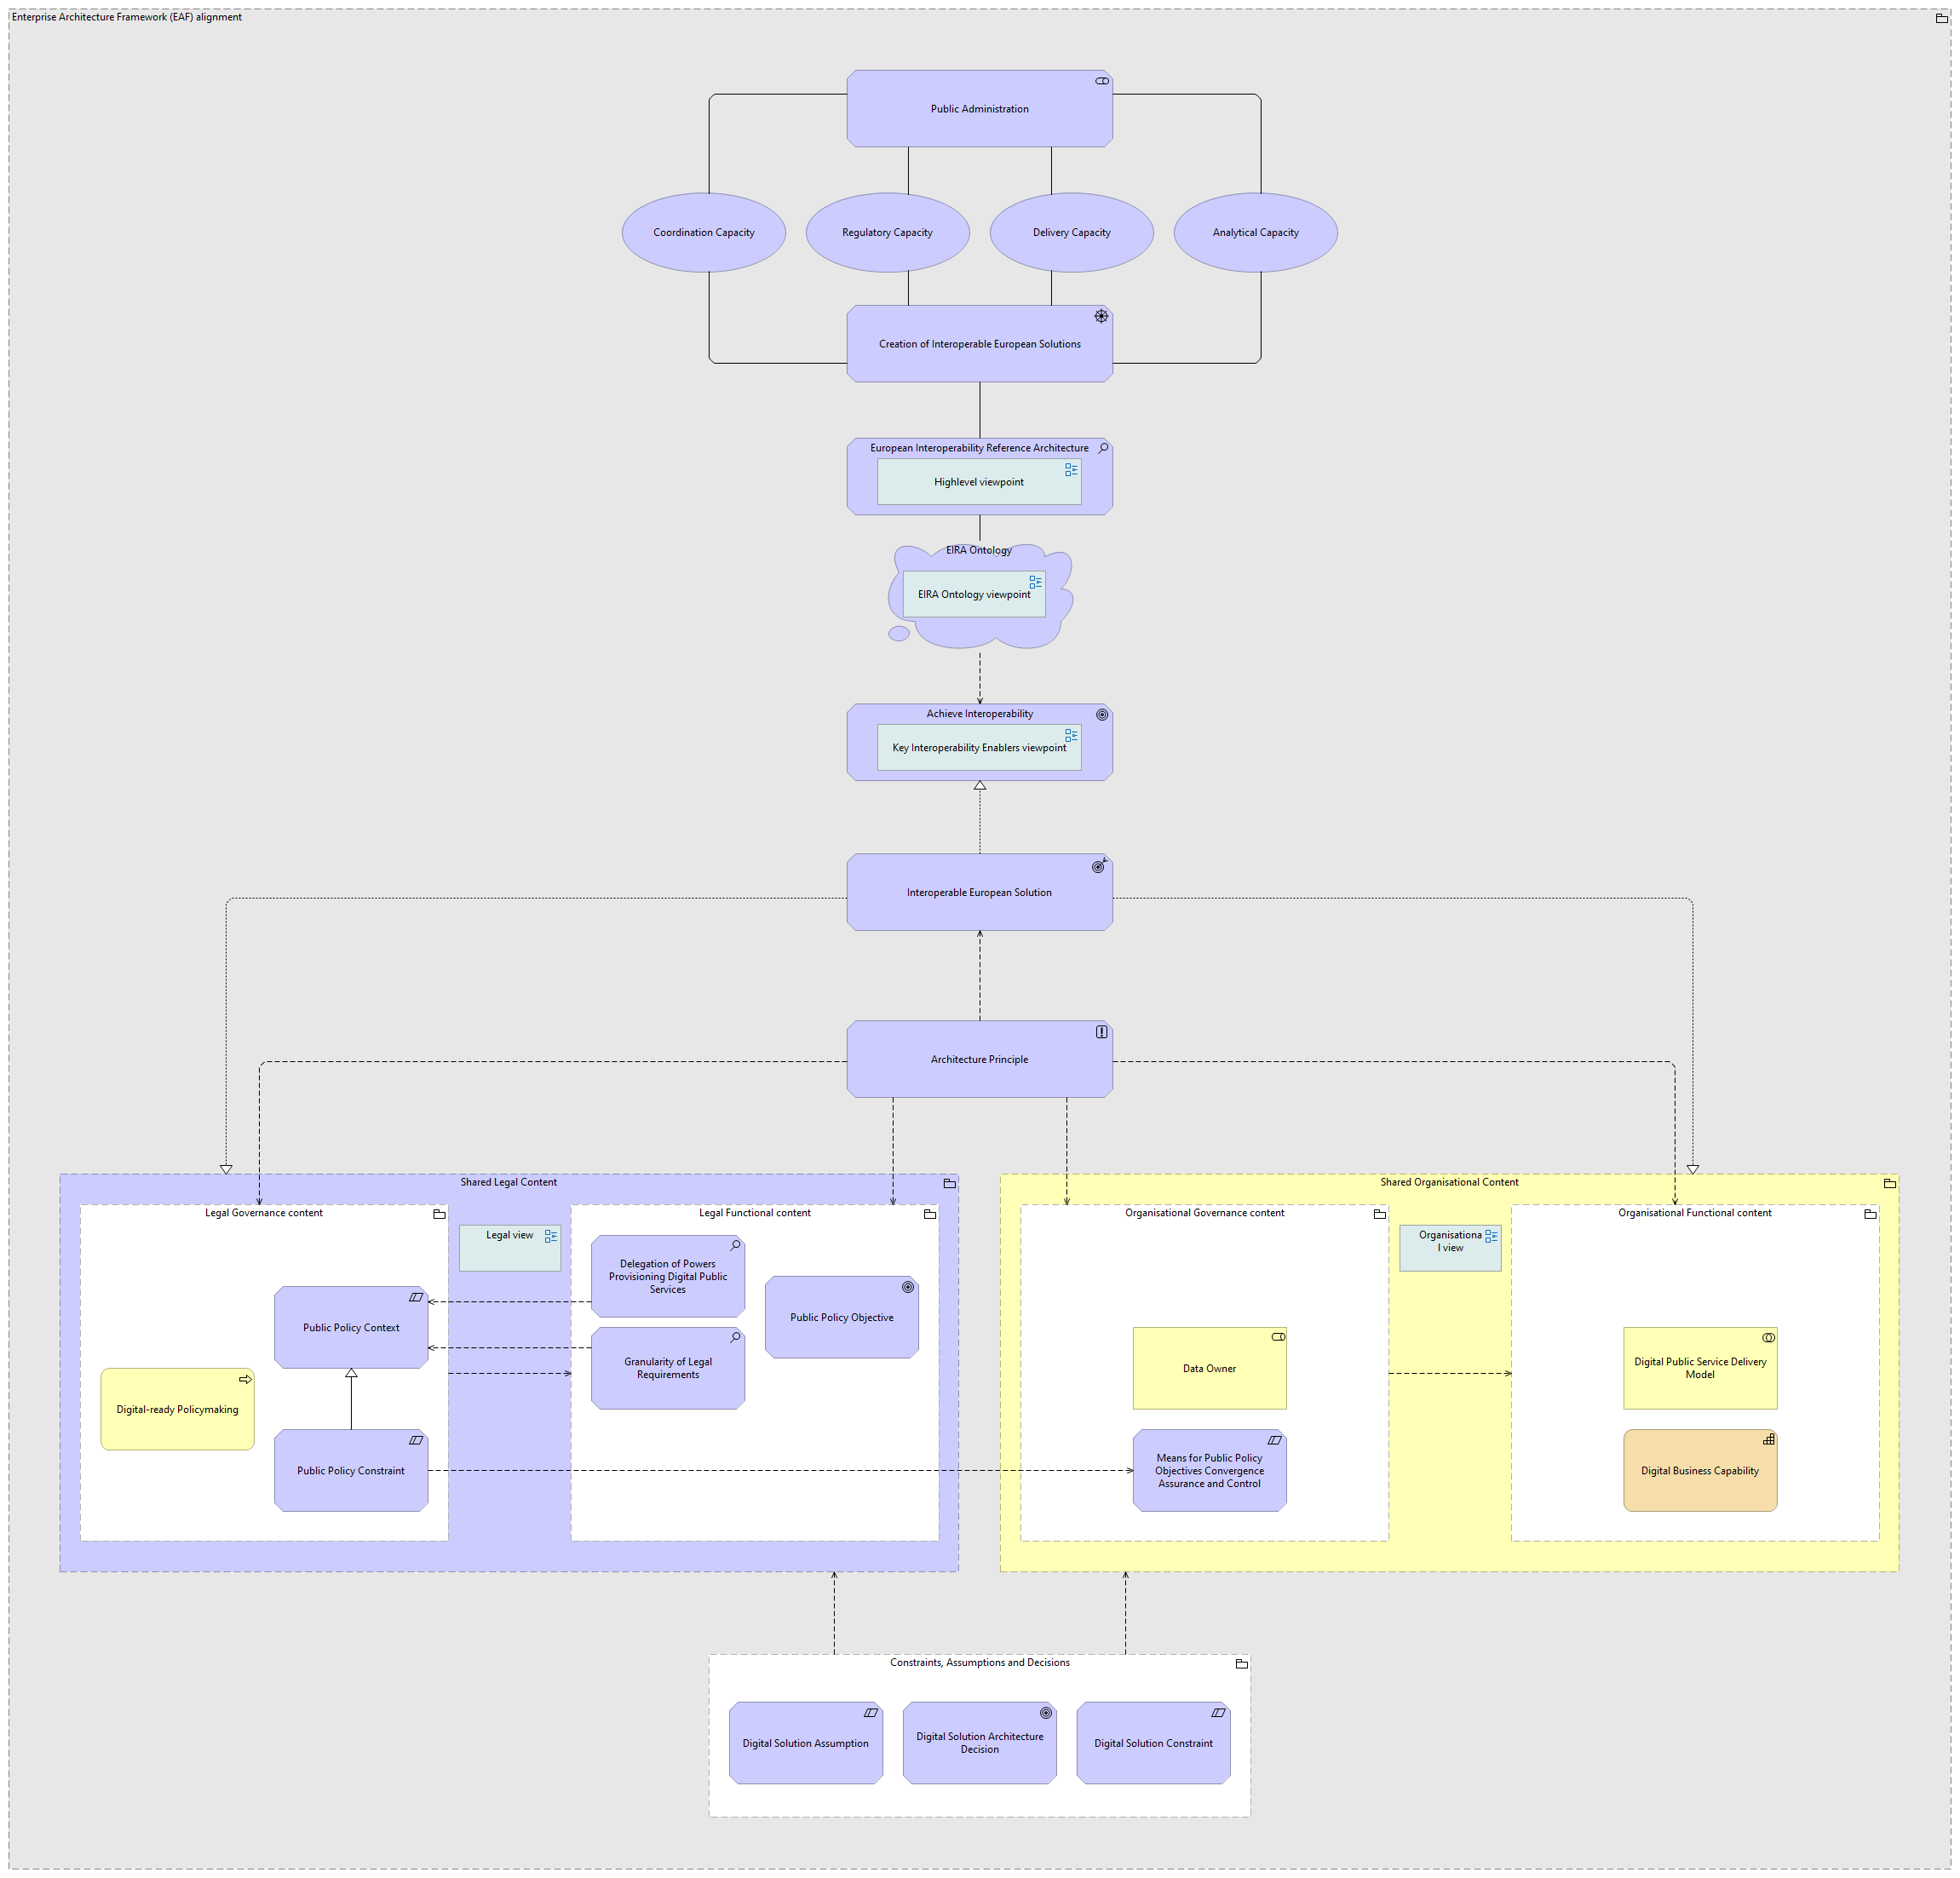 Enterprise Architecture Framework (EAF) alignment
Public Administration
Coordination Capacity
Regulatory Capacity
Delivery Capacity
Analytical Capacity
Creation of Interoperable European Solutions
European Interoperability Reference Architecture
Highlevel viewpoint
EIRA Ontology
EIRA Ontology viewpoint
Achieve Interoperability
Key Interoperability Enablers viewpoint
Interoperable European Solution
Architecture Principle
Shared Legal Content
Legal Governance content
Legal view
Legal Functional content
Delegation of Powers
Provisioning Digital Public
Services
Public Policy Objective
Public Policy Context
Granularity of Legal
Requirements
Digital-ready Policymaking
Public Policy Constraint
Shared Organisational Content
Organisational Governance content
Organisationa
l view
Organisational Functional content
Data Owner
Digital Public Service Delivery
Model
Means for Public Policy
Objectives Convergence
Assurance and Control
Digital Business Capability
Constraints, Assumptions and Decisions
Digital Solution Assumption
Digital Solution Architecture
Decision
Digital Solution Constraint